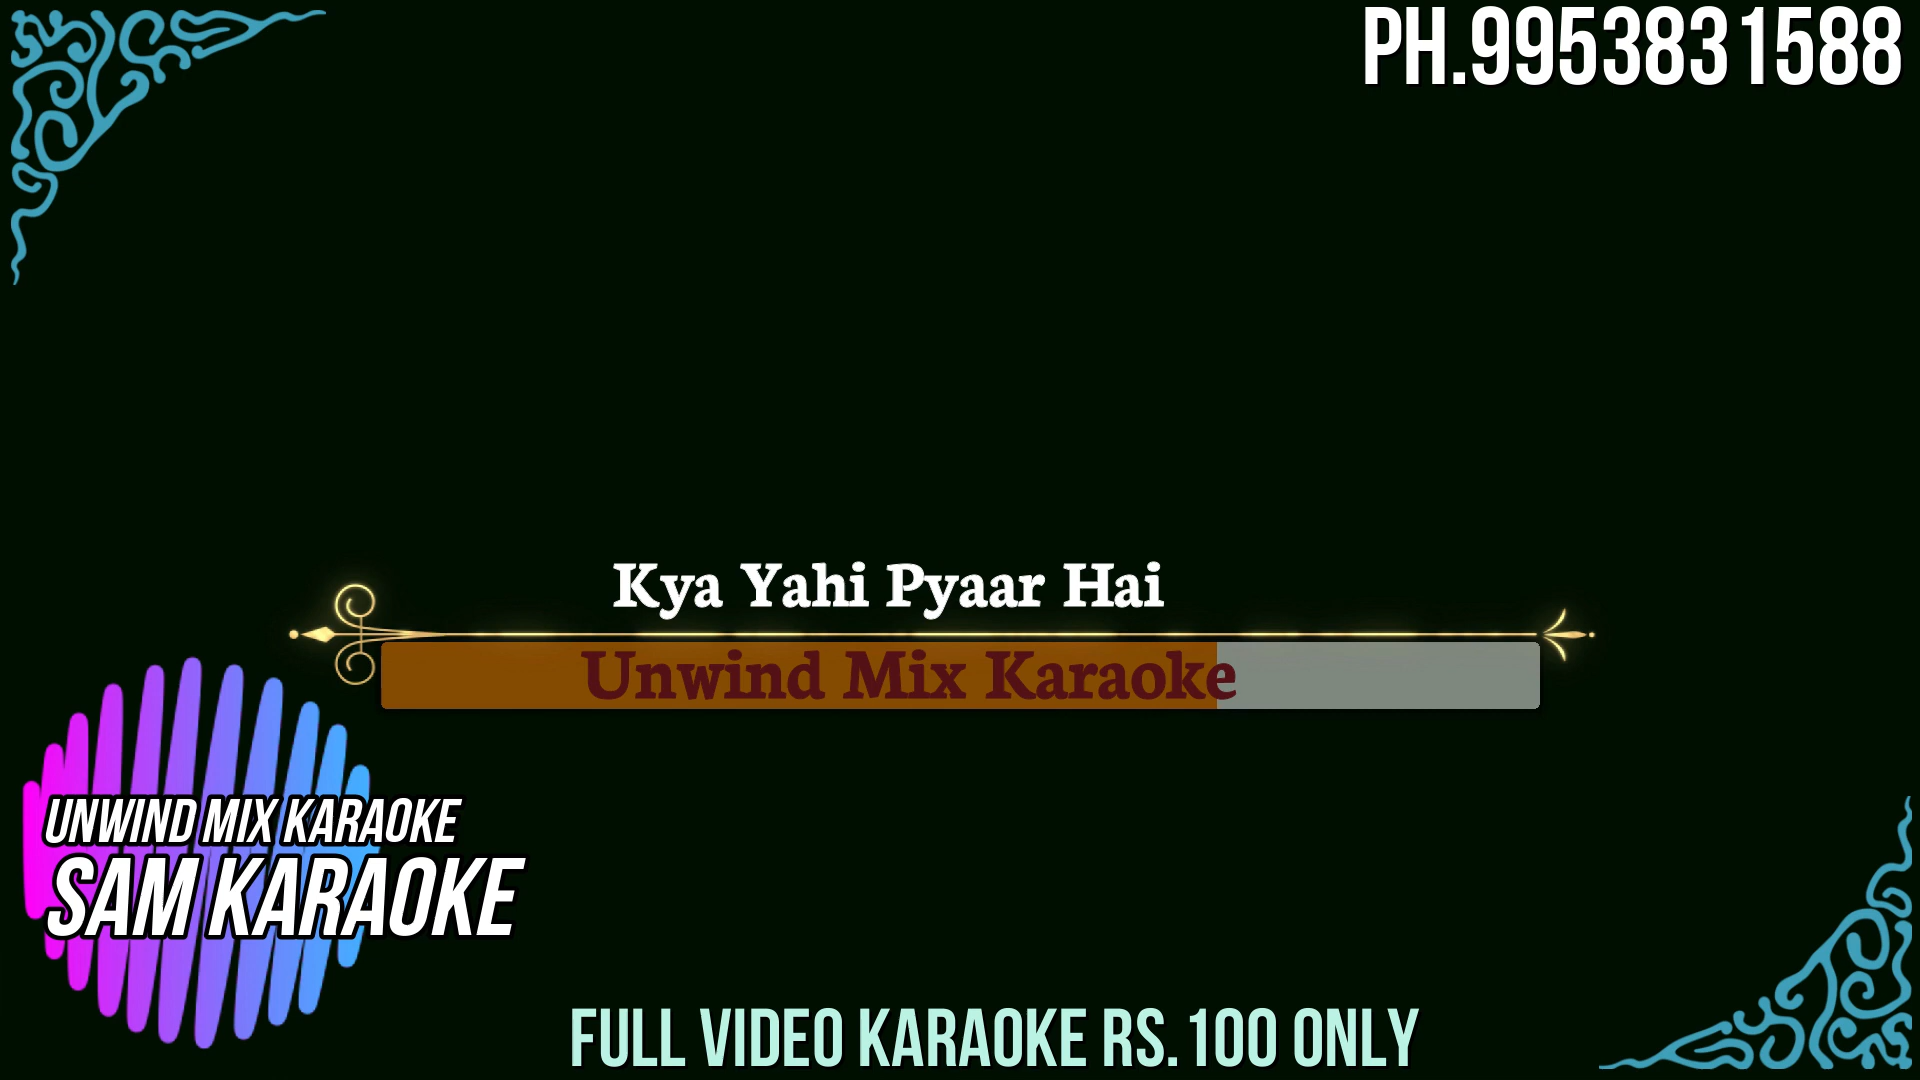 PH.9953831588
Kya Yahi Pyaar Hai
Unwind Mix Karaoke
UNWIND MIX KARAOKE
SAM KARAOKE
FULL VIDEO KARAOKE RS.100 ONLY